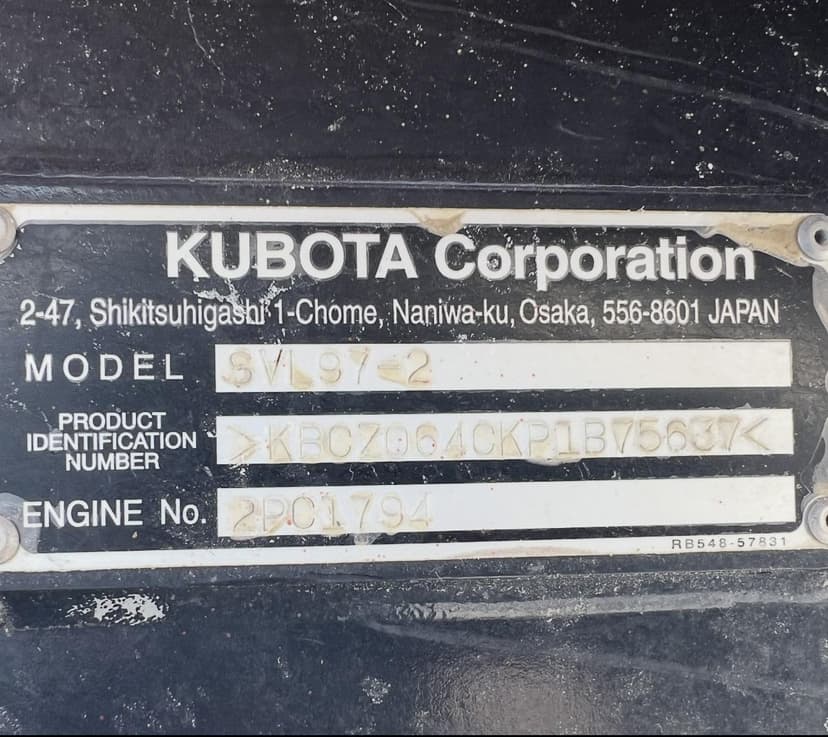 KUBOTA Corporation
2-47, Shikitsuhigashi 1-Chome, Naniwa-ku, Osaka, 556-8601 JAPAN
MODEL SVL97-2
PRODUCT
IDENTIFICATION
NUMBER
>KBCZ064CKP1B75637<
ENGINE No. 2PC1794
RB548-57831